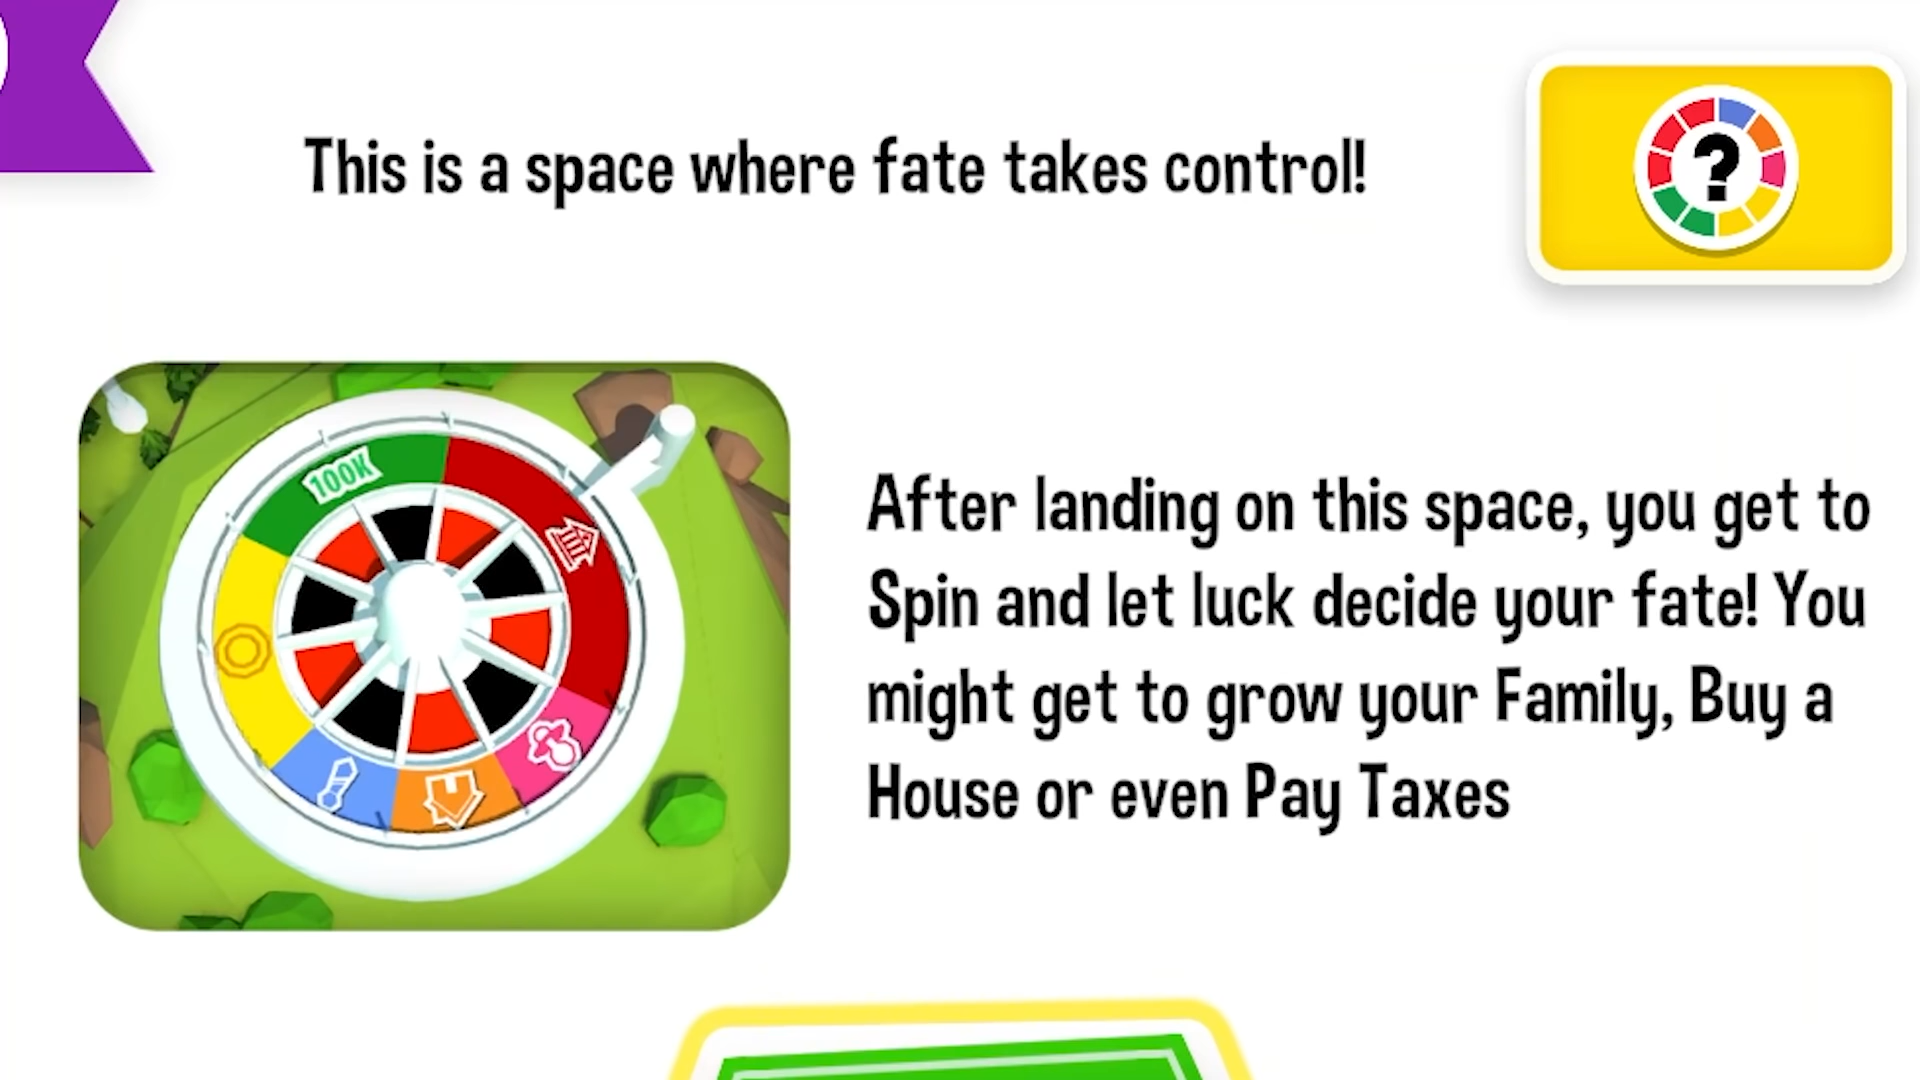 This is a space where fate takes control!
?
100K
After landing on this space, you get to
Spin and let luck decide your fate! You
might get to grow your Family, Buy a
House or even Pay Taxes